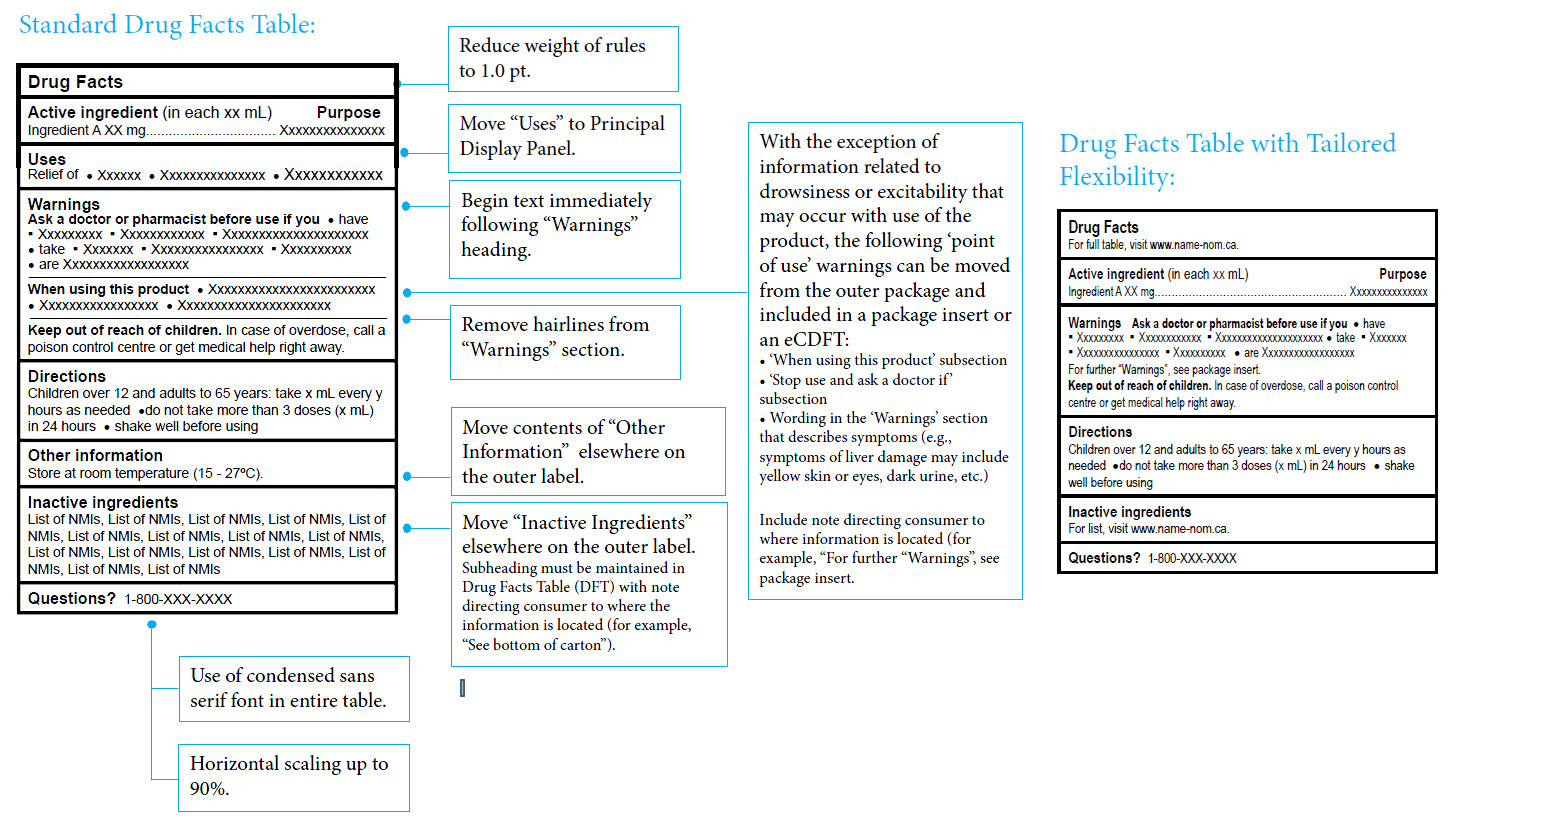 Standard Drug Facts Table:
Drug Facts
Active ingredient (in each xx mL) Purpose
Ingredient A XX mg.................................. Xxxxxxxxxxxxxxx
Uses
Relief of • Xxxxxx • Xxxxxxxxxxxxxxx • Xxxxxxxxxxxx
Warnings
Ask a doctor or pharmacist before use if you • have
▪ Xxxxxxxxx ▪ Xxxxxxxxxxxx ▪ Xxxxxxxxxxxxxxxxxxxxx
• take ▪ Xxxxxxx ▪ Xxxxxxxxxxxxxxxx ▪ Xxxxxxxxxx
• are Xxxxxxxxxxxxxxxxxx
When using this product • Xxxxxxxxxxxxxxxxxxxxxxxx
• Xxxxxxxxxxxxxxxxx • Xxxxxxxxxxxxxxxxxxxxxx
Keep out of reach of children. In case of overdose, call a
poison control centre or get medical help right away.
Directions
Children over 12 and adults to 65 years: take x mL every y
hours as needed •do not take more than 3 doses (x mL)
in 24 hours • shake well before using
Other information
Store at room temperature (15 - 27ºC).
Inactive ingredients
List of NMIs, List of NMIs, List of NMIs, List of NMIs, List of
NMIs, List of NMIs, List of NMIs, List of NMIs, List of NMIs,
List of NMIs, List of NMIs, List of NMIs, List of NMIs, List of
NMIs, List of NMIs, List of NMIs
Questions? 1-800-XXX-XXXX
Use of condensed sans
serif font in entire table.
Horizontal scaling up to
90%.
Reduce weight of rules
to 1.0 pt.
Move “Uses” to Principal
Display Panel.
Begin text immediately
following “Warnings”
heading.
Remove hairlines from
“Warnings” section.
Move contents of “Other
Information” elsewhere on
the outer label.
Move “Inactive Ingredients”
elsewhere on the outer label.
Subheading must be maintained in
Drug Facts Table (DFT) with note
directing consumer to where the
information is located (for example,
“See bottom of carton”).
With the exception of
information related to
drowsiness or excitability that
may occur with use of the
product, the following ‘point
of use’ warnings can be moved
from the outer package and
included in a package insert or
an eCDFT:
• ‘When using this product’ subsection
• ‘Stop use and ask a doctor if’
subsection
• Wording in the ‘Warnings’ section
that describes symptoms (e.g.,
symptoms of liver damage may include
yellow skin or eyes, dark urine, etc.)
Include note directing consumer to
where information is located (for
example, “For further “Warnings”, see
package insert.
Drug Facts Table with Tailored
Flexibility:
Drug Facts
For full table, visit www.name-nom.ca.
Active ingredient (in each xx mL) Purpose
Ingredient A XX mg.................................................................. Xxxxxxxxxxxxxxx
Warnings Ask a doctor or pharmacist before use if you • have
▪ Xxxxxxxxx ▪ Xxxxxxxxxxxx ▪ Xxxxxxxxxxxxxxxxxxxxx • take ▪ Xxxxxxx
▪ Xxxxxxxxxxxxxxxx ▪ Xxxxxxxxxx • are Xxxxxxxxxxxxxxxxxx
For further “Warnings”, see package insert.
Keep out of reach of children. In case of overdose, call a poison control
centre or get medical help right away.
Directions
Children over 12 and adults to 65 years: take x mL every y hours as
needed •do not take more than 3 doses (x mL) in 24 hours • shake
well before using
Inactive ingredients
For list, visit www.name-nom.ca.
Questions? 1-800-XXX-XXXX